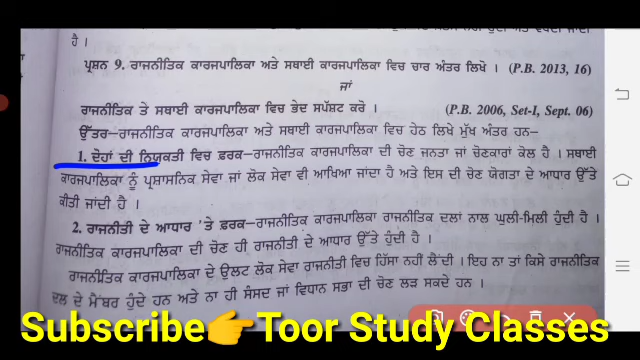 ਹੈ ।
ਪ੍ਰਸ਼ਨ 9. ਰਾਜਨੀਤਿਕ ਕਾਰਜਪਾਲਿਕਾ ਅਤੇ ਸਥਾਈ ਕਾਰਜਪਾਲਿਕਾ ਵਿਚ ਚਾਰ ਅੰਤਰ ਲਿਖੋ । (P.B. 2013, 16)
ਜਾਂ
ਰਾਜਨੀਤਿਕ ਤੇ ਸਥਾਈ ਕਾਰਜਪਾਲਿਕਾ ਵਿਚ ਭੇਦ ਸਪੱਸ਼ਟ ਕਰੋ । (P.B. 2006, Set-I, Sept. 06)
ਉੱਤਰ–ਰਾਜਨੀਤਿਕ ਕਾਰਜਪਾਲਿਕਾ ਅਤੇ ਸਥਾਈ ਕਾਰਜਪਾਲਿਕਾ ਵਿਚ ਹੇਠ ਲਿਖੇ ਮੁੱਖ ਅੰਤਰ ਹਨ–
1. ਦੋਹਾਂ ਦੀ ਨਿਯੁਕਤੀ ਵਿਚ ਫ਼ਰਕ–ਰਾਜਨੀਤਿਕ ਕਾਰਜਪਾਲਿਕਾ ਦੀ ਚੋਣ ਜਨਤਾ ਜਾਂ ਚੋਣਕਾਰਾਂ ਕੋਲ ਹੈ । ਸਥਾਈ
ਕਾਰਜਪਾਲਿਕਾ ਨੂੰ ਪ੍ਰਸ਼ਾਸਨਿਕ ਸੇਵਾ ਜਾਂ ਲੋਕ ਸੇਵਾ ਵੀ ਆਖਿਆ ਜਾਂਦਾ ਹੈ ਅਤੇ ਇਸ ਦੀ ਚੋਣ ਯੋਗਤਾ ਦੇ ਆਧਾਰ ਉੱਤੇ
ਕੀਤੀ ਜਾਂਦੀ ਹੈ ।
2. ਰਾਜਨੀਤੀ ਦੇ ਆਧਾਰ 'ਤੇ ਫ਼ਰਕ–ਰਾਜਨੀਤਿਕ ਕਾਰਜਪਾਲਿਕਾ ਰਾਜਨੀਤਿਕ ਦਲਾਂ ਨਾਲ ਘੁਲੀ-ਮਿਲੀ ਹੁੰਦੀ ਹੈ ।
ਰਾਜਨੀਤਿਕ ਕਾਰਜਪਾਲਿਕਾ ਦੀ ਚੋਣ ਹੀ ਰਾਜਨੀਤੀ ਦੇ ਆਧਾਰ ਉੱਤੇ ਹੁੰਦੀ ਹੈ ।
ਰਾਜਨੀਤਿਕ ਕਾਰਜਪਾਲਿਕਾ ਦੇ ਉਲਟ ਲੋਕ ਸੇਵਾ ਰਾਜਨੀਤੀ ਵਿਚ ਹਿੱਸਾ ਨਹੀਂ ਲੈਂਦੀ । ਇਹ ਨਾ ਤਾਂ ਕਿਸੇ ਰਾਜਨੀਤਿਕ
ਦਲ ਦੇ ਮੈਂਬਰ ਹੁੰਦੇ ਹਨ ਅਤੇ ਨਾ ਹੀ ਸੰਸਦ ਜਾਂ ਵਿਧਾਨ ਸਭਾ ਦੀ ਚੋਣ ਲੜ ਸਕਦੇ ਹਨ ।
Subscribe👉Toor Study Classes